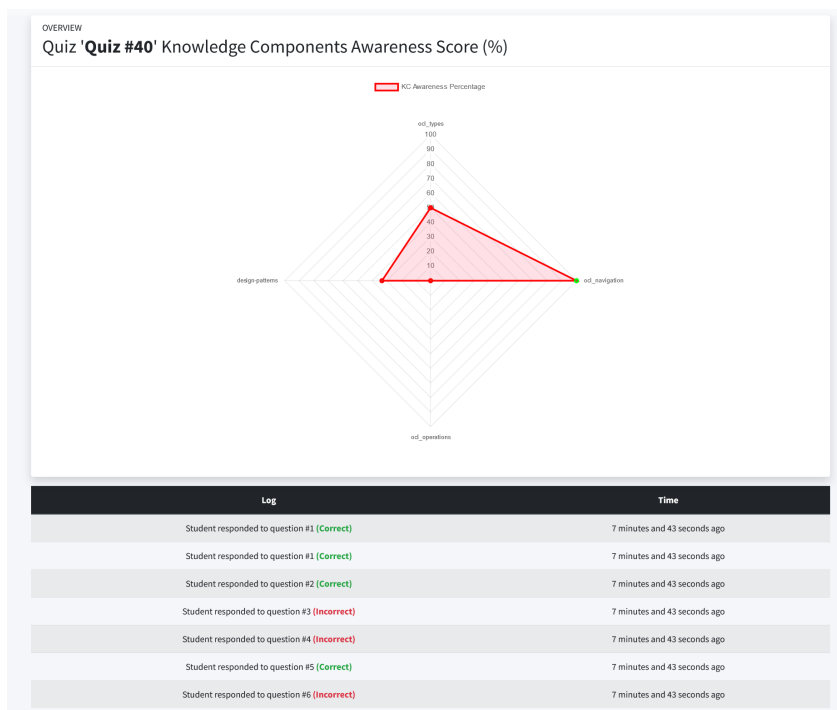 OVERVIEW
Quiz 'Quiz #40' Knowledge Components Awareness Score (%)
KC Awareness Percentage
ocl_types
100
90
80
70
60
40
30
20
10
design-patterns
ocl_navigation
ocl_operations
Log Time
Student responded to question #1 (Correct) 7 minutes and 43 seconds ago
Student responded to question #1 (Correct) 7 minutes and 43 seconds ago
Student responded to question #2 (Correct) 7 minutes and 43 seconds ago
Student responded to question #3 (Incorrect) 7 minutes and 43 seconds ago
Student responded to question #4 (Incorrect) 7 minutes and 43 seconds ago
Student responded to question #5 (Correct) 7 minutes and 43 seconds ago
Student responded to question #6 (Incorrect) 7 minutes and 43 seconds ago